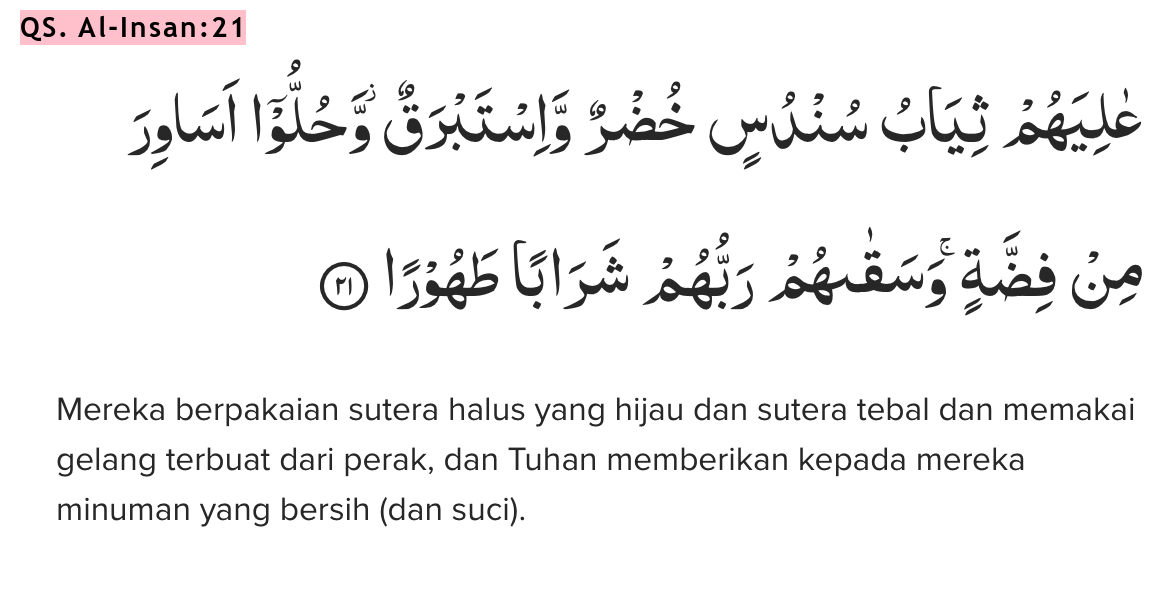 QS. Al-Insan:21
عٰلِيَهُمْ ثِيَابُ سُنْدُسٍ خُضْرٌ وَّاِسْتَبْرَقٌۖ وَّحُلُّوْٓا اَسَاوِرَ
مِنْ فِضَّةٍۚ وَسَقٰىهُمْ رَبُّهُمْ شَرَابًا طَهُوْرًا ۝٢١
Mereka berpakaian sutera halus yang hijau dan sutera tebal dan memakai
gelang terbuat dari perak, dan Tuhan memberikan kepada mereka
minuman yang bersih (dan suci).